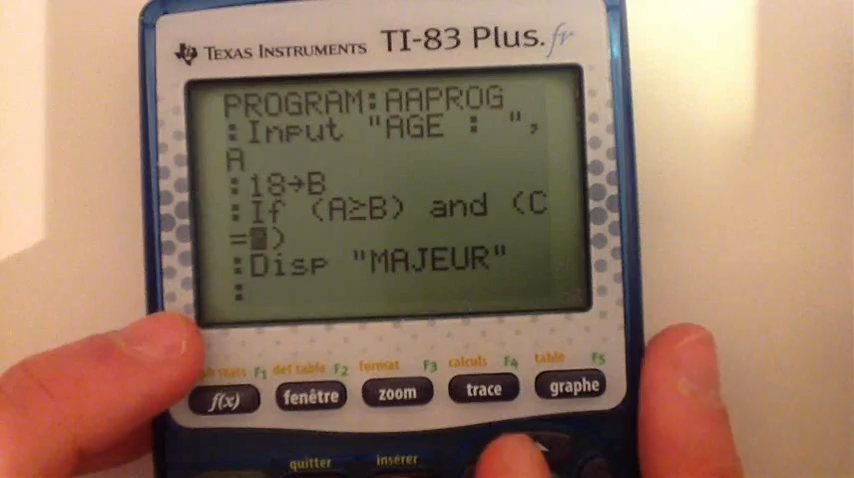 TEXAS INSTRUMENTS TI-83 Plus.fr
PROGRAM:AAPROG
:Input "AGE : ",
A
:18→B
:If (A≥B) and (C
=)
:Disp "MAJEUR"
:
stats F1 def table F2 format F3 calculs F4 table F5
f(x) fenêtre zoom trace graphe
quitter insérer